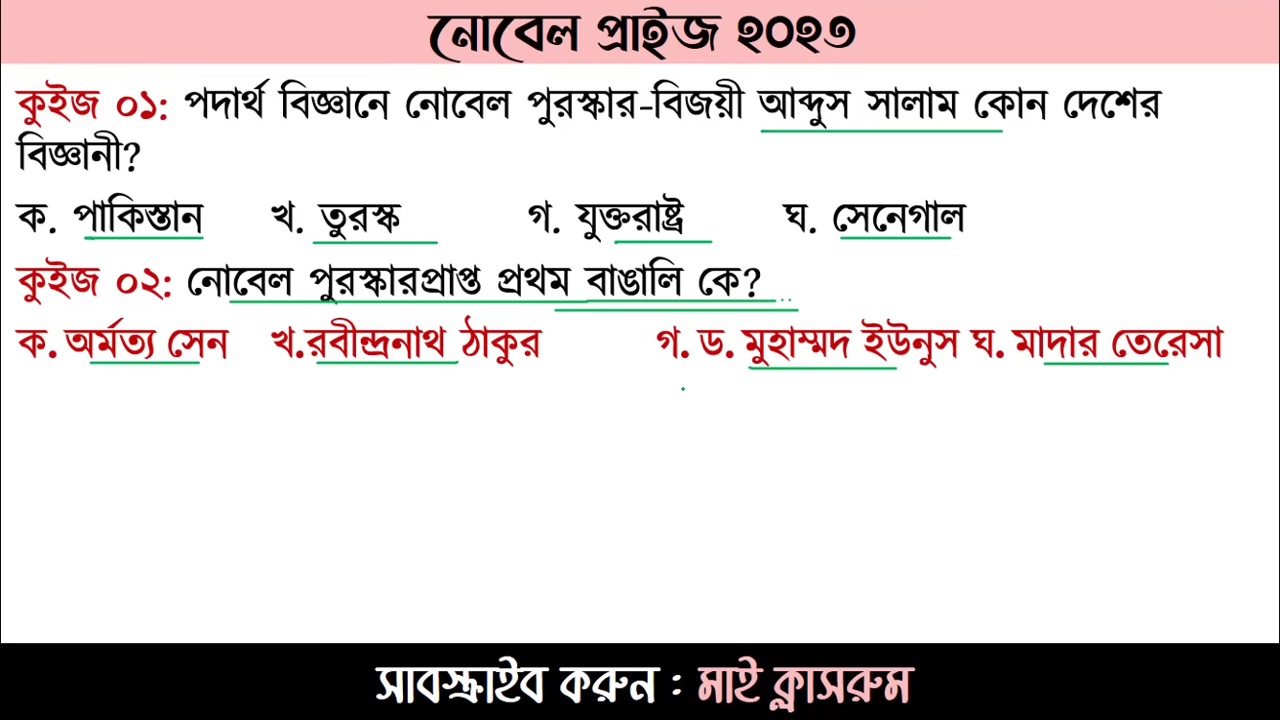 নোবেল প্রাইজ ২০২৩
কুইজ ০১: পদার্থ বিজ্ঞানে নোবেল পুরস্কার-বিজয়ী আব্দুস সালাম কোন দেশের
বিজ্ঞানী?
ক. পাকিস্তান খ. তুরস্ক গ. যুক্তরাষ্ট্র ঘ. সেনেগাল
কুইজ ০২: নোবেল পুরস্কারপ্রাপ্ত প্রথম বাঙালি কে?
ক. অর্মত্য সেন খ.রবীন্দ্রনাথ ঠাকুর গ. ড. মুহাম্মদ ইউনুস ঘ. মাদার তেরেসা
সাবস্ক্রাইব করুন : মাই ক্লাসরুম